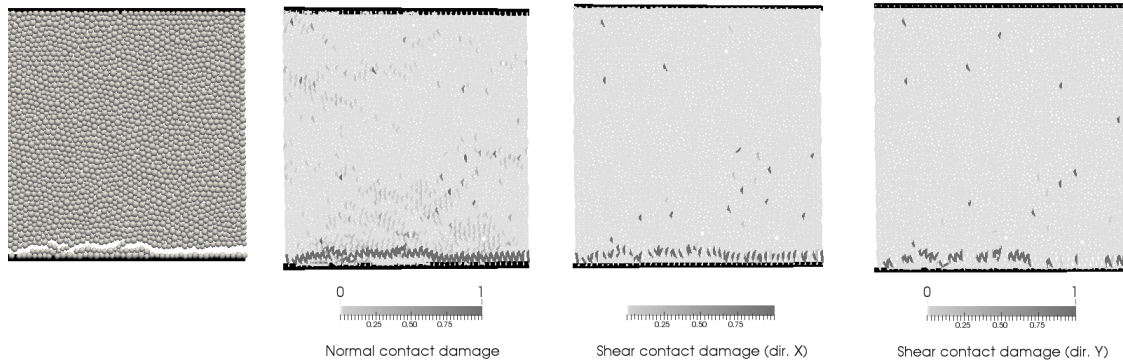 0 1
0.25 0.50 0.75
Normal contact damage
0.25 0.50 0.75
Shear contact damage (dir. X)
0 1
0.25 0.50 0.75
Shear contact damage (dir. Y)